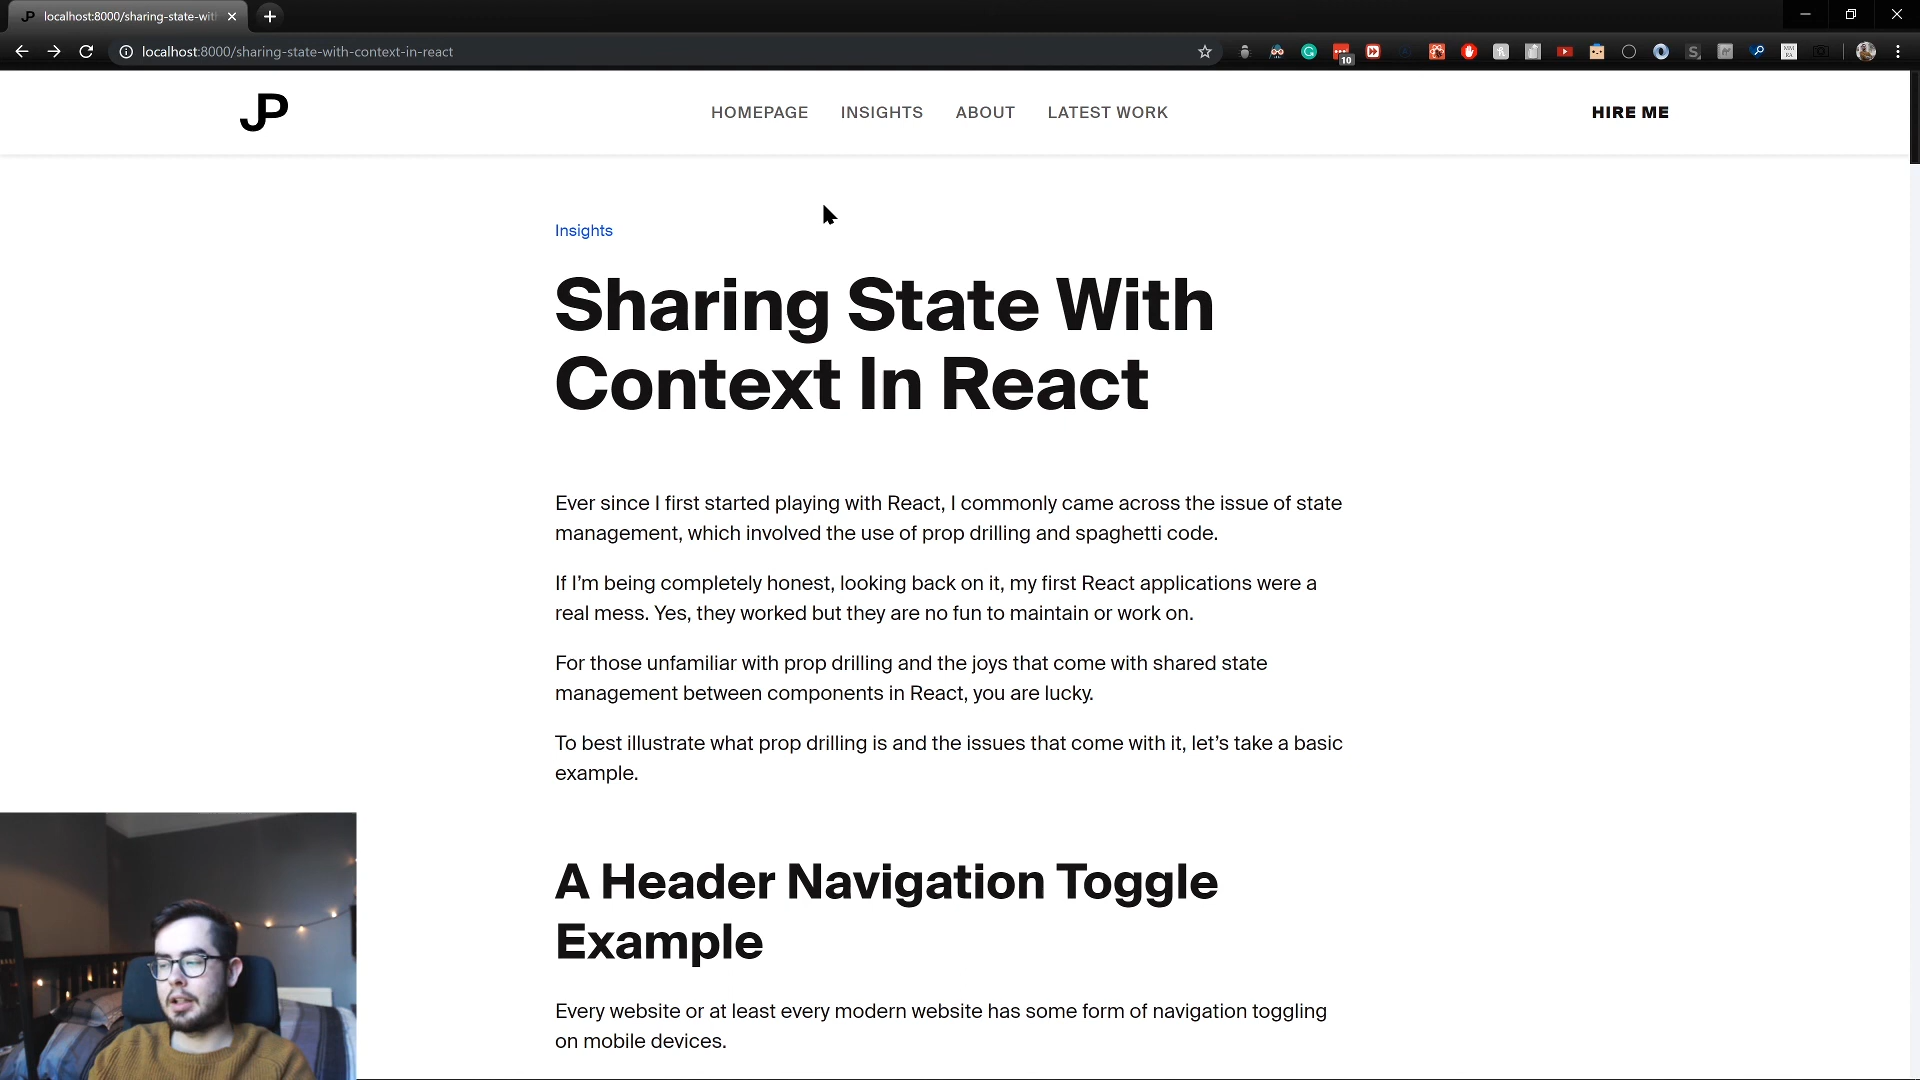 localhost:8000/sharing-state-with
localhost:8000/sharing-state-with-context-in-react
10
JP
HOMEPAGE
INSIGHTS
ABOUT
LATEST WORK
HIRE ME
Insights
Sharing State With
Context In React
Ever since I first started playing with React, I commonly came across the issue of state
management, which involved the use of prop drilling and spaghetti code.
If I’m being completely honest, looking back on it, my first React applications were a
real mess. Yes, they worked but they are no fun to maintain or work on.
For those unfamiliar with prop drilling and the joys that come with shared state
management between components in React, you are lucky.
To best illustrate what prop drilling is and the issues that come with it, let’s take a basic
example.
A Header Navigation Toggle
Example
Every website or at least every modern website has some form of navigation toggling
on mobile devices.